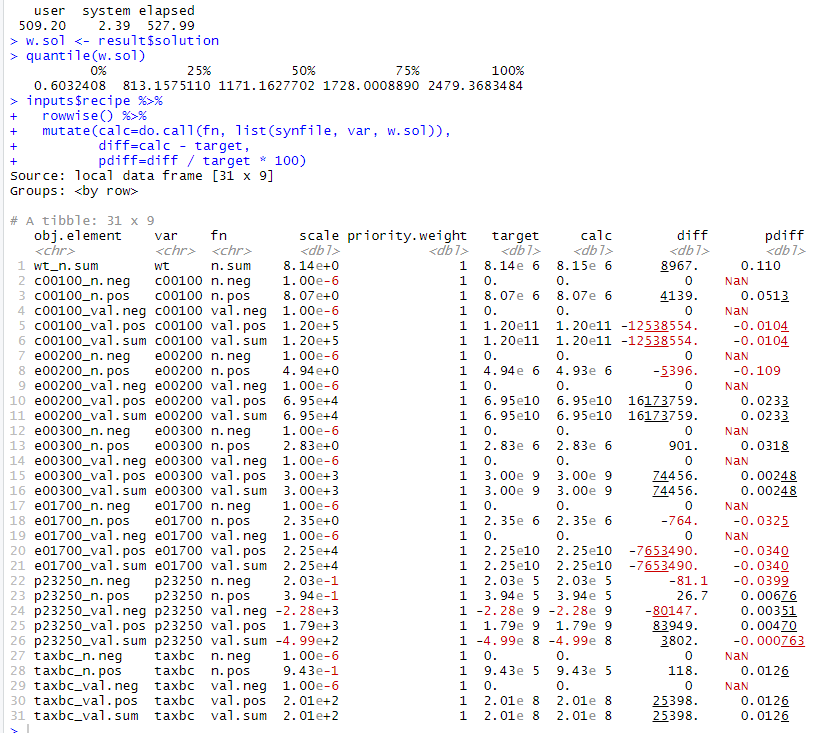 user  system elapsed
 509.20    2.39  527.99
> w.sol <- result$solution
> quantile(w.sol)
          0%          25%          50%          75%         100%
   0.6032408  813.1575110 1171.1627702 1728.0008890 2479.3683484
> inputs$recipe %>%
+   rowwise() %>%
+   mutate(calc=do.call(fn, list(synfile, var, w.sol)),
+          diff=calc - target,
+          pdiff=diff / target * 100)
Source: local data frame [31 x 9]
Groups: <by row>

# A tibble: 31 x 9
   obj.element    var    fn         scale priority.weight   target     calc       diff       pdiff
   <chr>          <chr>  <chr>      <dbl>           <dbl>    <dbl>    <dbl>      <dbl>       <dbl>
 1 wt_n.sum       wt     n.sum    8.14e+0               1  8.14e 6  8.15e 6     8967.     0.110
 2 c00100_n.neg   c00100 n.neg    1.00e-6               1  0.       0.             0    NaN
 3 c00100_n.pos   c00100 n.pos    8.07e+0               1  8.07e 6  8.07e 6     4139.     0.0513
 4 c00100_val.neg c00100 val.neg  1.00e-6               1  0.       0.             0    NaN
 5 c00100_val.pos c00100 val.pos  1.20e+5               1  1.20e11  1.20e11 -12538554.   -0.0104
 6 c00100_val.sum c00100 val.sum  1.20e+5               1  1.20e11  1.20e11 -12538554.   -0.0104
 7 e00200_n.neg   e00200 n.neg    1.00e-6               1  0.       0.             0    NaN
 8 e00200_n.pos   e00200 n.pos    4.94e+0               1  4.94e 6  4.93e 6    -5396.    -0.109
 9 e00200_val.neg e00200 val.neg  1.00e-6               1  0.       0.             0    NaN
10 e00200_val.pos e00200 val.pos  6.95e+4               1  6.95e10  6.95e10  16173759.    0.0233
11 e00200_val.sum e00200 val.sum  6.95e+4               1  6.95e10  6.95e10  16173759.    0.0233
12 e00300_n.neg   e00300 n.neg    1.00e-6               1  0.       0.             0    NaN
13 e00300_n.pos   e00300 n.pos    2.83e+0               1  2.83e 6  2.83e 6      901.     0.0318
14 e00300_val.neg e00300 val.neg  1.00e-6               1  0.       0.             0    NaN
15 e00300_val.pos e00300 val.pos  3.00e+3               1  3.00e 9  3.00e 9    74456.     0.00248
16 e00300_val.sum e00300 val.sum  3.00e+3               1  3.00e 9  3.00e 9    74456.     0.00248
17 e01700_n.neg   e01700 n.neg    1.00e-6               1  0.       0.             0    NaN
18 e01700_n.pos   e01700 n.pos    2.35e+0               1  2.35e 6  2.35e 6     -764.    -0.0325
19 e01700_val.neg e01700 val.neg  1.00e-6               1  0.       0.             0    NaN
20 e01700_val.pos e01700 val.pos  2.25e+4               1  2.25e10  2.25e10  -7653490.   -0.0340
21 e01700_val.sum e01700 val.sum  2.25e+4               1  2.25e10  2.25e10  -7653490.   -0.0340
22 p23250_n.neg   p23250 n.neg    2.03e-1               1  2.03e 5  2.03e 5      -81.1   -0.0399
23 p23250_n.pos   p23250 n.pos    3.94e-1               1  3.94e 5  3.94e 5       26.7    0.00676
24 p23250_val.neg p23250 val.neg -2.28e+3               1 -2.28e 9 -2.28e 9   -80147.     0.00351
25 p23250_val.pos p23250 val.pos  1.79e+3               1  1.79e 9  1.79e 9    83949.     0.00470
26 p23250_val.sum p23250 val.sum -4.99e+2               1 -4.99e 8 -4.99e 8     3802.    -0.000763
27 taxbc_n.neg    taxbc  n.neg    1.00e-6               1  0.       0.             0    NaN
28 taxbc_n.pos    taxbc  n.pos    9.43e-1               1  9.43e 5  9.43e 5      118.     0.0126
29 taxbc_val.neg  taxbc  val.neg  1.00e-6               1  0.       0.             0    NaN
30 taxbc_val.pos  taxbc  val.pos  2.01e+2               1  2.01e 8  2.01e 8    25398.     0.0126
31 taxbc_val.sum  taxbc  val.sum  2.01e+2               1  2.01e 8  2.01e 8    25398.     0.0126
>